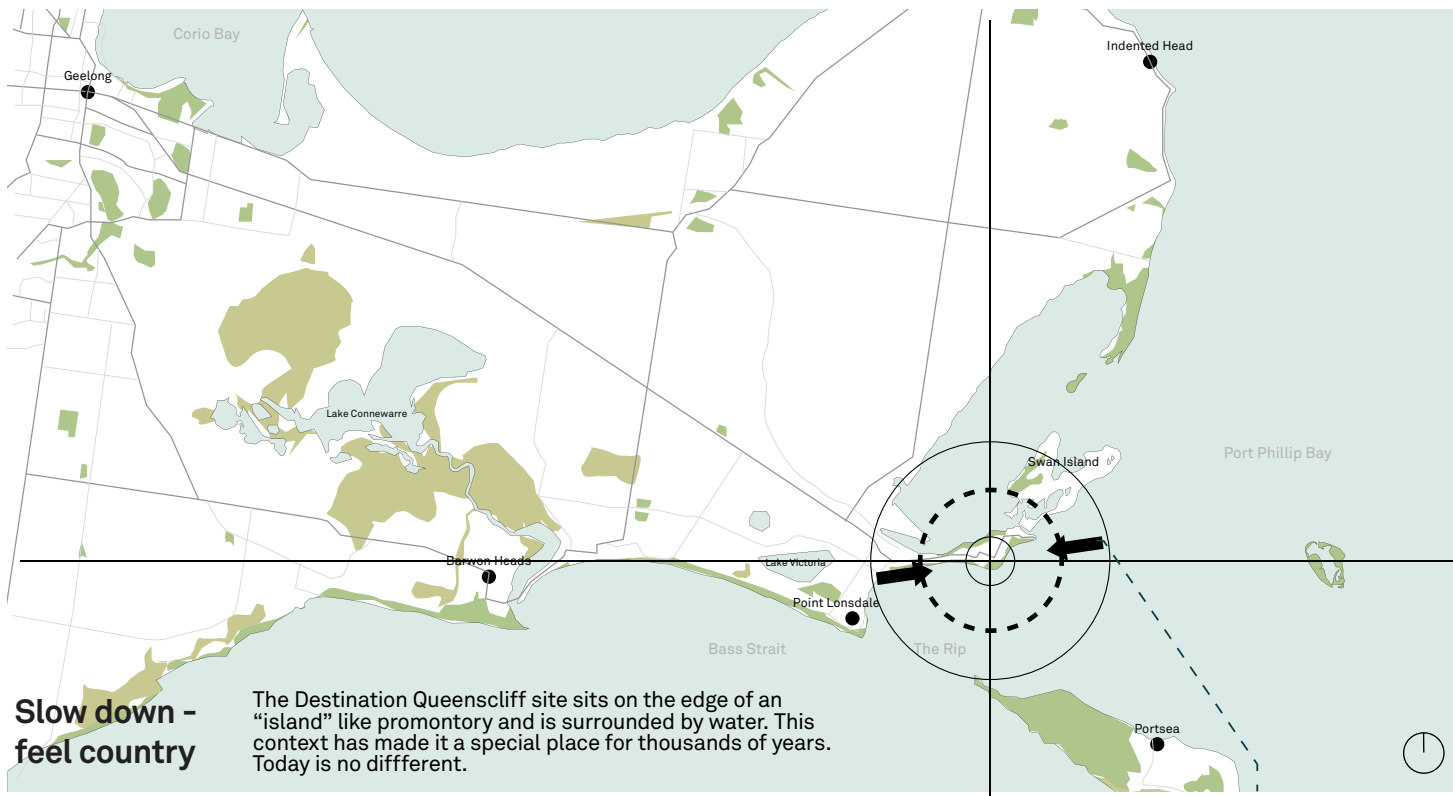 Corio Bay
Indented Head
Geelong
Lake Connewarre
Port Phillip Bay
Swan Island
Barwon Heads
Lake Victoria
Point Lonsdale
Bass Strait
The Rip
Slow down -
feel country
The Destination Queenscliff site sits on the edge of an
“island” like promontory and is surrounded by water. This
context has made it a special place for thousands of years.
Today is no diffferent.
Portsea